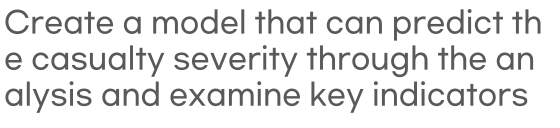 Create a model that can predict th
e casualty severity through the an
alysis and examine key indicators